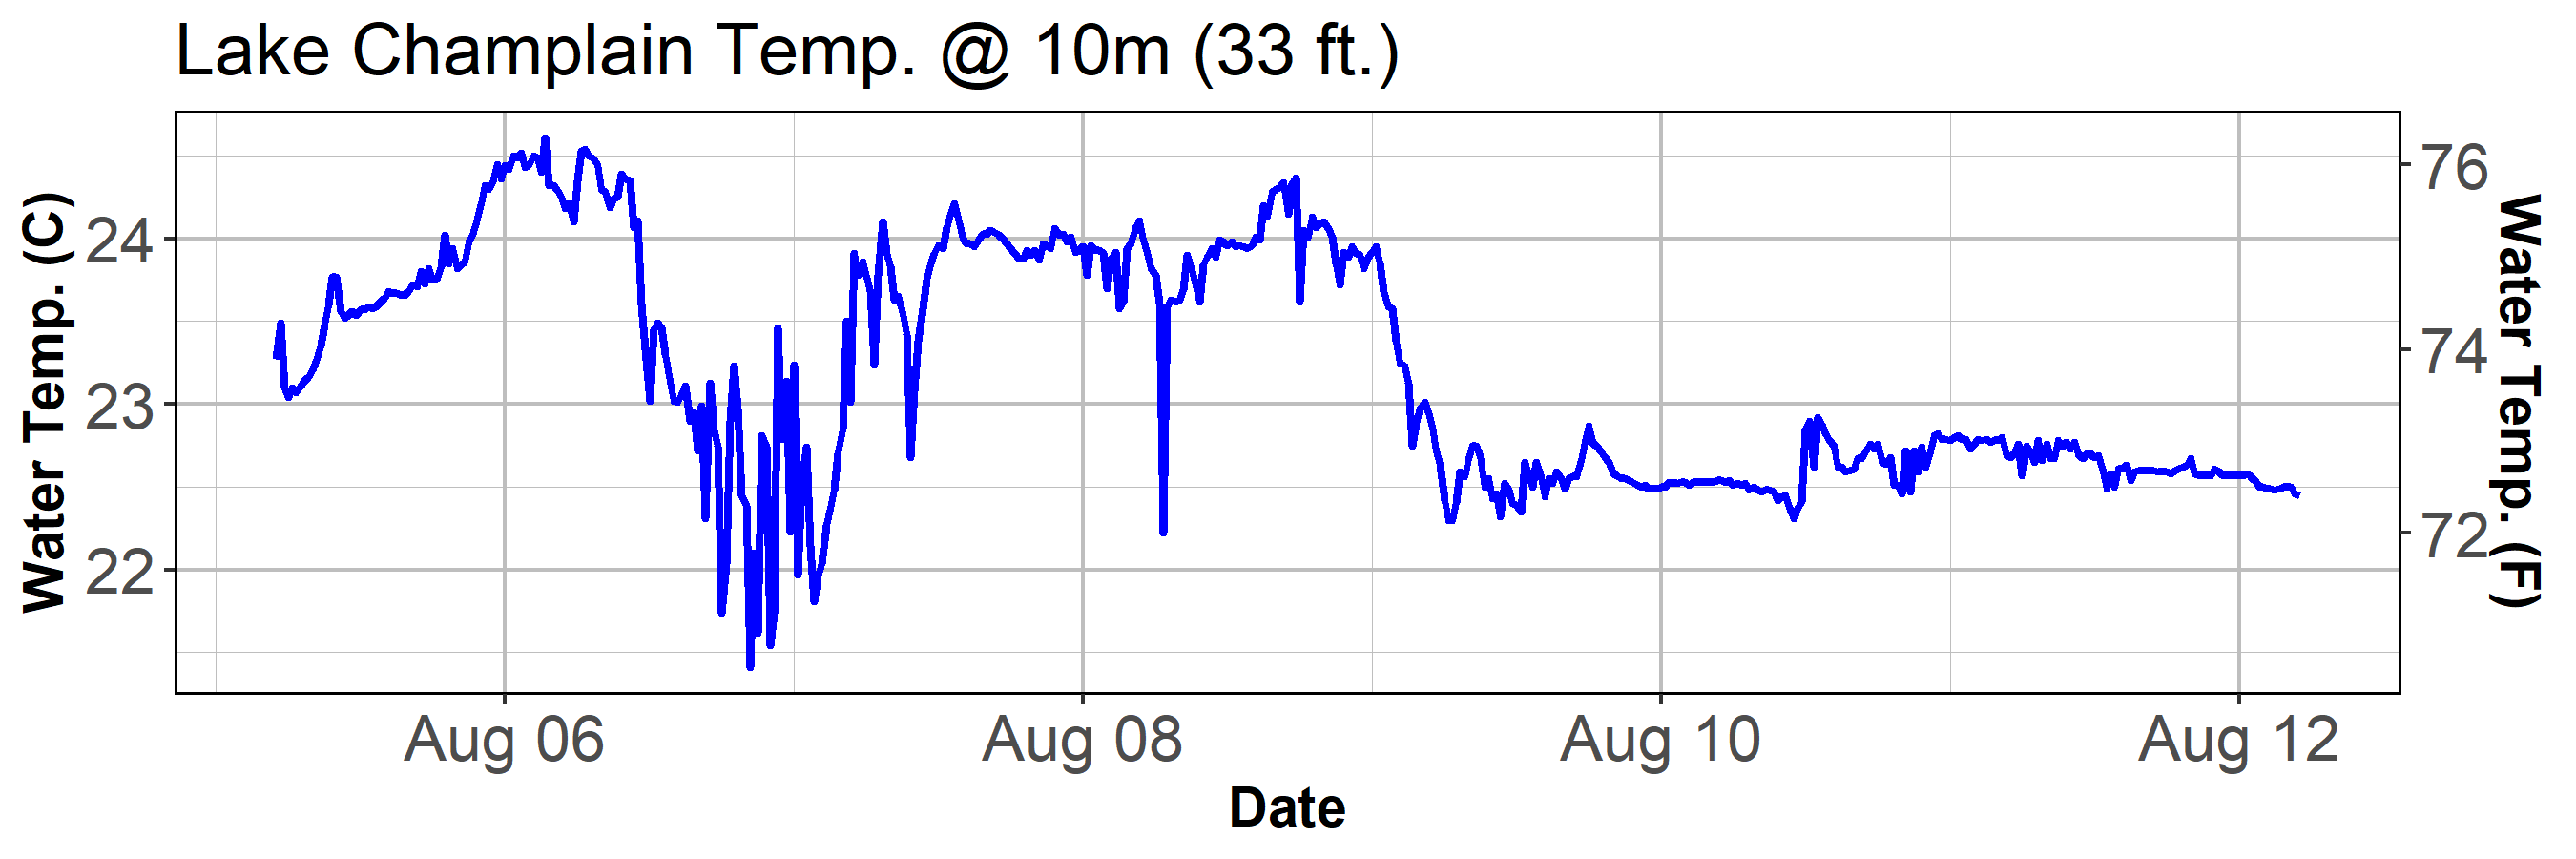 Lake Champlain Temp. @ 10m (33 ft.)
Water Temp. (C)
24
23
22
76
74
72
Water Temp. (F)
Aug 06
Aug 08
Aug 10
Aug 12
Date